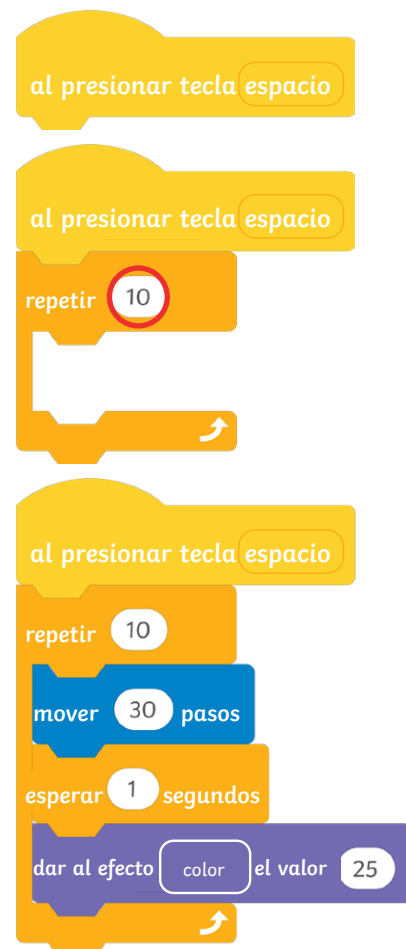 al presionar tecla espacio
al presionar tecla espacio
repetir 10
al presionar tecla espacio
repetir 10
mover 30 pasos
esperar 1 segundos
dar al efecto color el valor 25